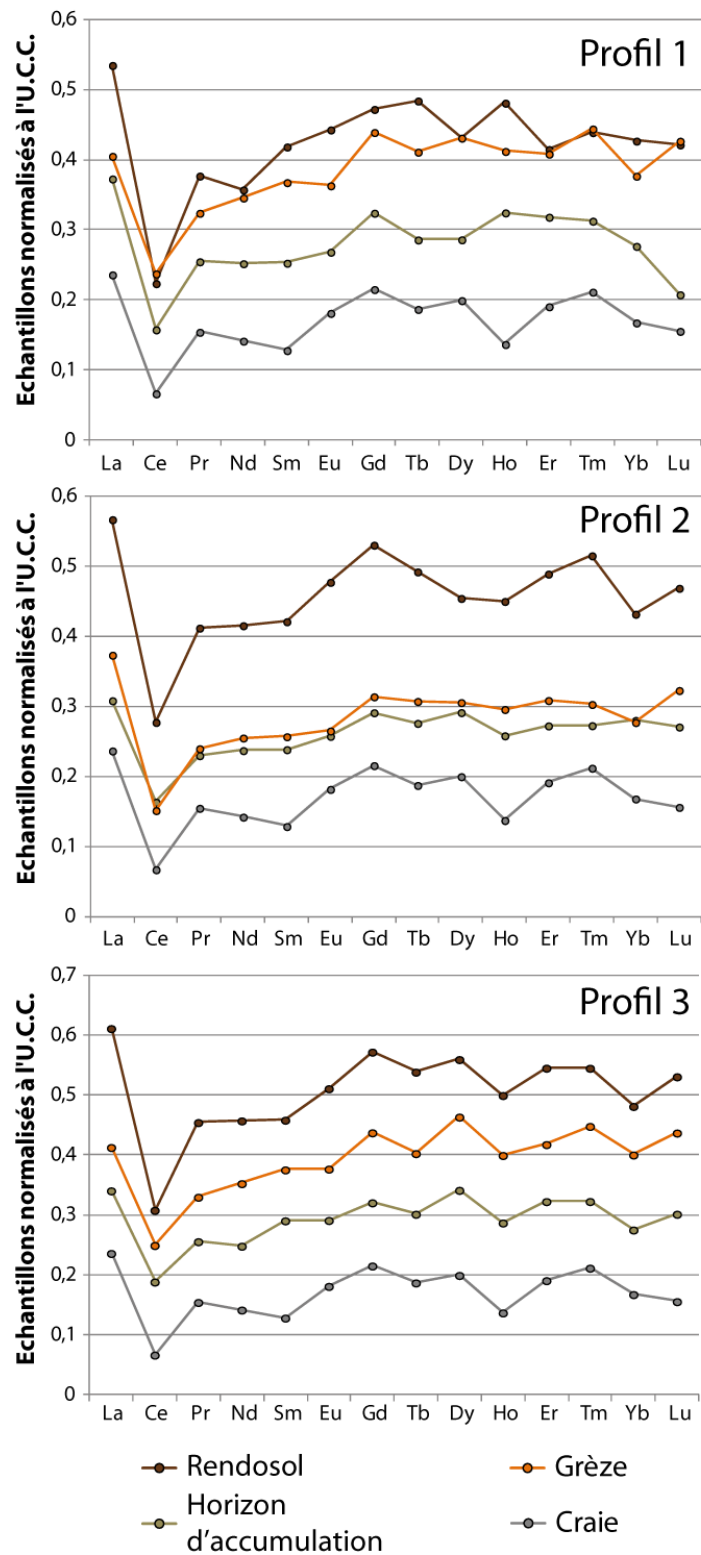 Profil 1
Echantillons normalisés à l'U.C.C.
0,6
0,5
0,4
0,3
0,2
0,1
0
La Ce Pr Nd Sm Eu Gd Tb Dy Ho Er Tm Yb Lu
Profil 2
Echantillons normalisés à l'U.C.C.
0,6
0,5
0,4
0,3
0,2
0,1
0
La Ce Pr Nd Sm Eu Gd Tb Dy Ho Er Tm Yb Lu
Profil 3
Echantillons normalisés à l'U.C.C.
0,7
0,6
0,5
0,4
0,3
0,2
0,1
0
La Ce Pr Nd Sm Eu Gd Tb Dy Ho Er Tm Yb Lu
Rendosol
Grèze
Horizon
d'accumulation
Craie